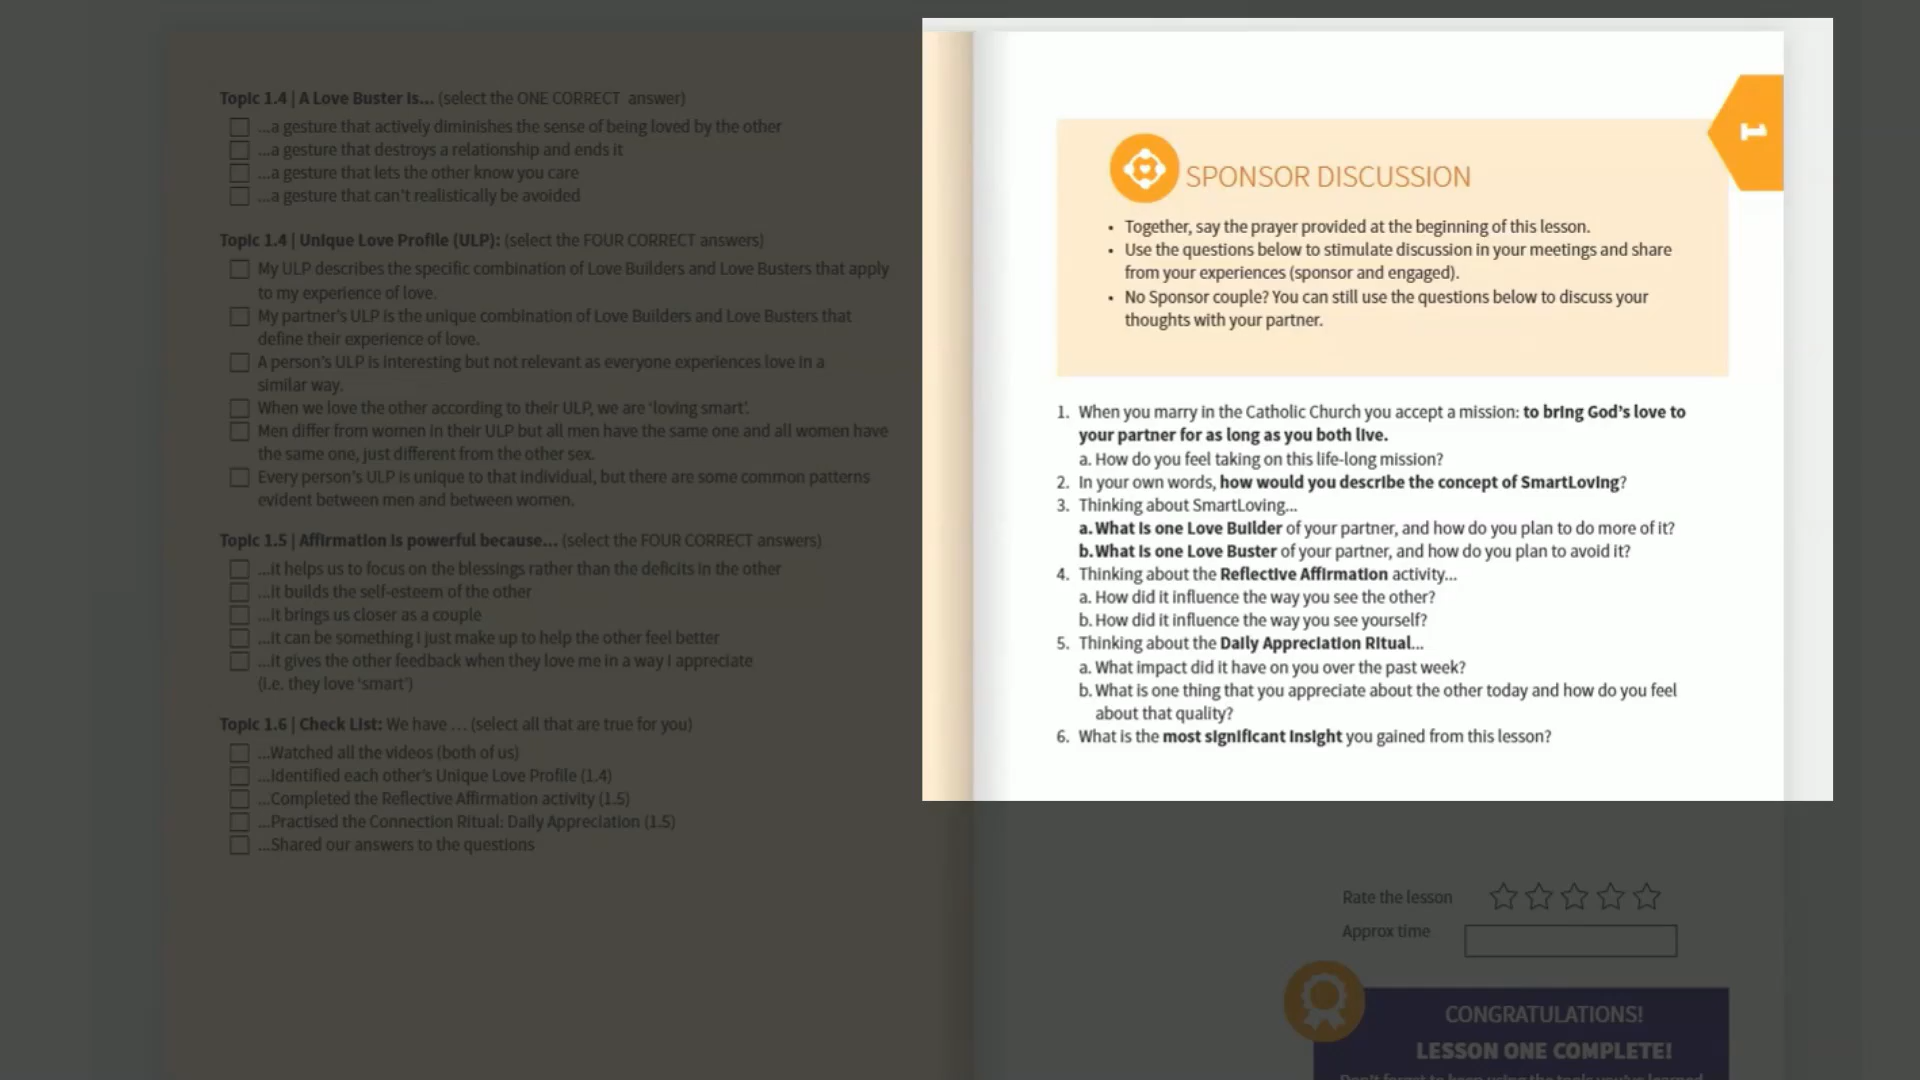 Topic 1.4 | A Love Buster is... (select the ONE CORRECT answer)
...a gesture that actively diminishes the sense of being loved by the other
...a gesture that destroys a relationship and ends it
...a gesture that lets the other know you care
...a gesture that can't realistically be avoided
Topic 1.4 | Unique Love Profile (ULP): (select the FOUR CORRECT answers)
My ULP describes the specific combination of Love Builders and Love Busters that apply
to my experience of love.
My partner's ULP is the unique combination of Love Builders and Love Busters that
define their experience of love.
A person's ULP is interesting but not relevant as everyone experiences love in a
similar way.
When we love the other according to their ULP, we are 'loving smart'.
Men differ from women in their ULP but all men have the same one and all women have
the same one, just different from the other sex.
Every person's ULP is unique to that individual, but there are some common patterns
evident between men and between women.
Topic 1.5 | Affirmation is powerful because... (select the FOUR CORRECT answers)
...it helps us to focus on the blessings rather than the deficits in the other
...it builds the self-esteem of the other
...it brings us closer as a couple
...it can be something I just make up to help the other feel better
...it gives the other feedback when they love me in a way I appreciate
(i.e. they love 'smart')
Topic 1.6 | Check List: We have ... (select all that are true for you)
...Watched all the videos (both of us)
...Identified each other's Unique Love Profile (1.4)
...Completed the Reflective Affirmation activity (1.5)
...Practised the Connection Ritual: Daily Appreciation (1.5)
...Shared our answers to the questions
1
SPONSOR DISCUSSION
• Together, say the prayer provided at the beginning of this lesson.
• Use the questions below to stimulate discussion in your meetings and share
from your experiences (sponsor and engaged).
• No Sponsor couple? You can still use the questions below to discuss your
thoughts with your partner.
1. When you marry in the Catholic Church you accept a mission: to bring God's love to
your partner for as long as you both live.
a. How do you feel taking on this life-long mission?
2. In your own words, how would you describe the concept of SmartLoving?
3. Thinking about SmartLoving...
a. What is one Love Builder of your partner, and how do you plan to do more of it?
b. What is one Love Buster of your partner, and how do you plan to avoid it?
4. Thinking about the Reflective Affirmation activity...
a. How did it influence the way you see the other?
b. How did it influence the way you see yourself?
5. Thinking about the Daily Appreciation Ritual...
a. What impact did it have on you over the past week?
b. What is one thing that you appreciate about the other today and how do you feel
about that quality?
6. What is the most significant insight you gained from this lesson?
Rate the lesson
Approx time
CONGRATULATIONS!
LESSON ONE COMPLETE!